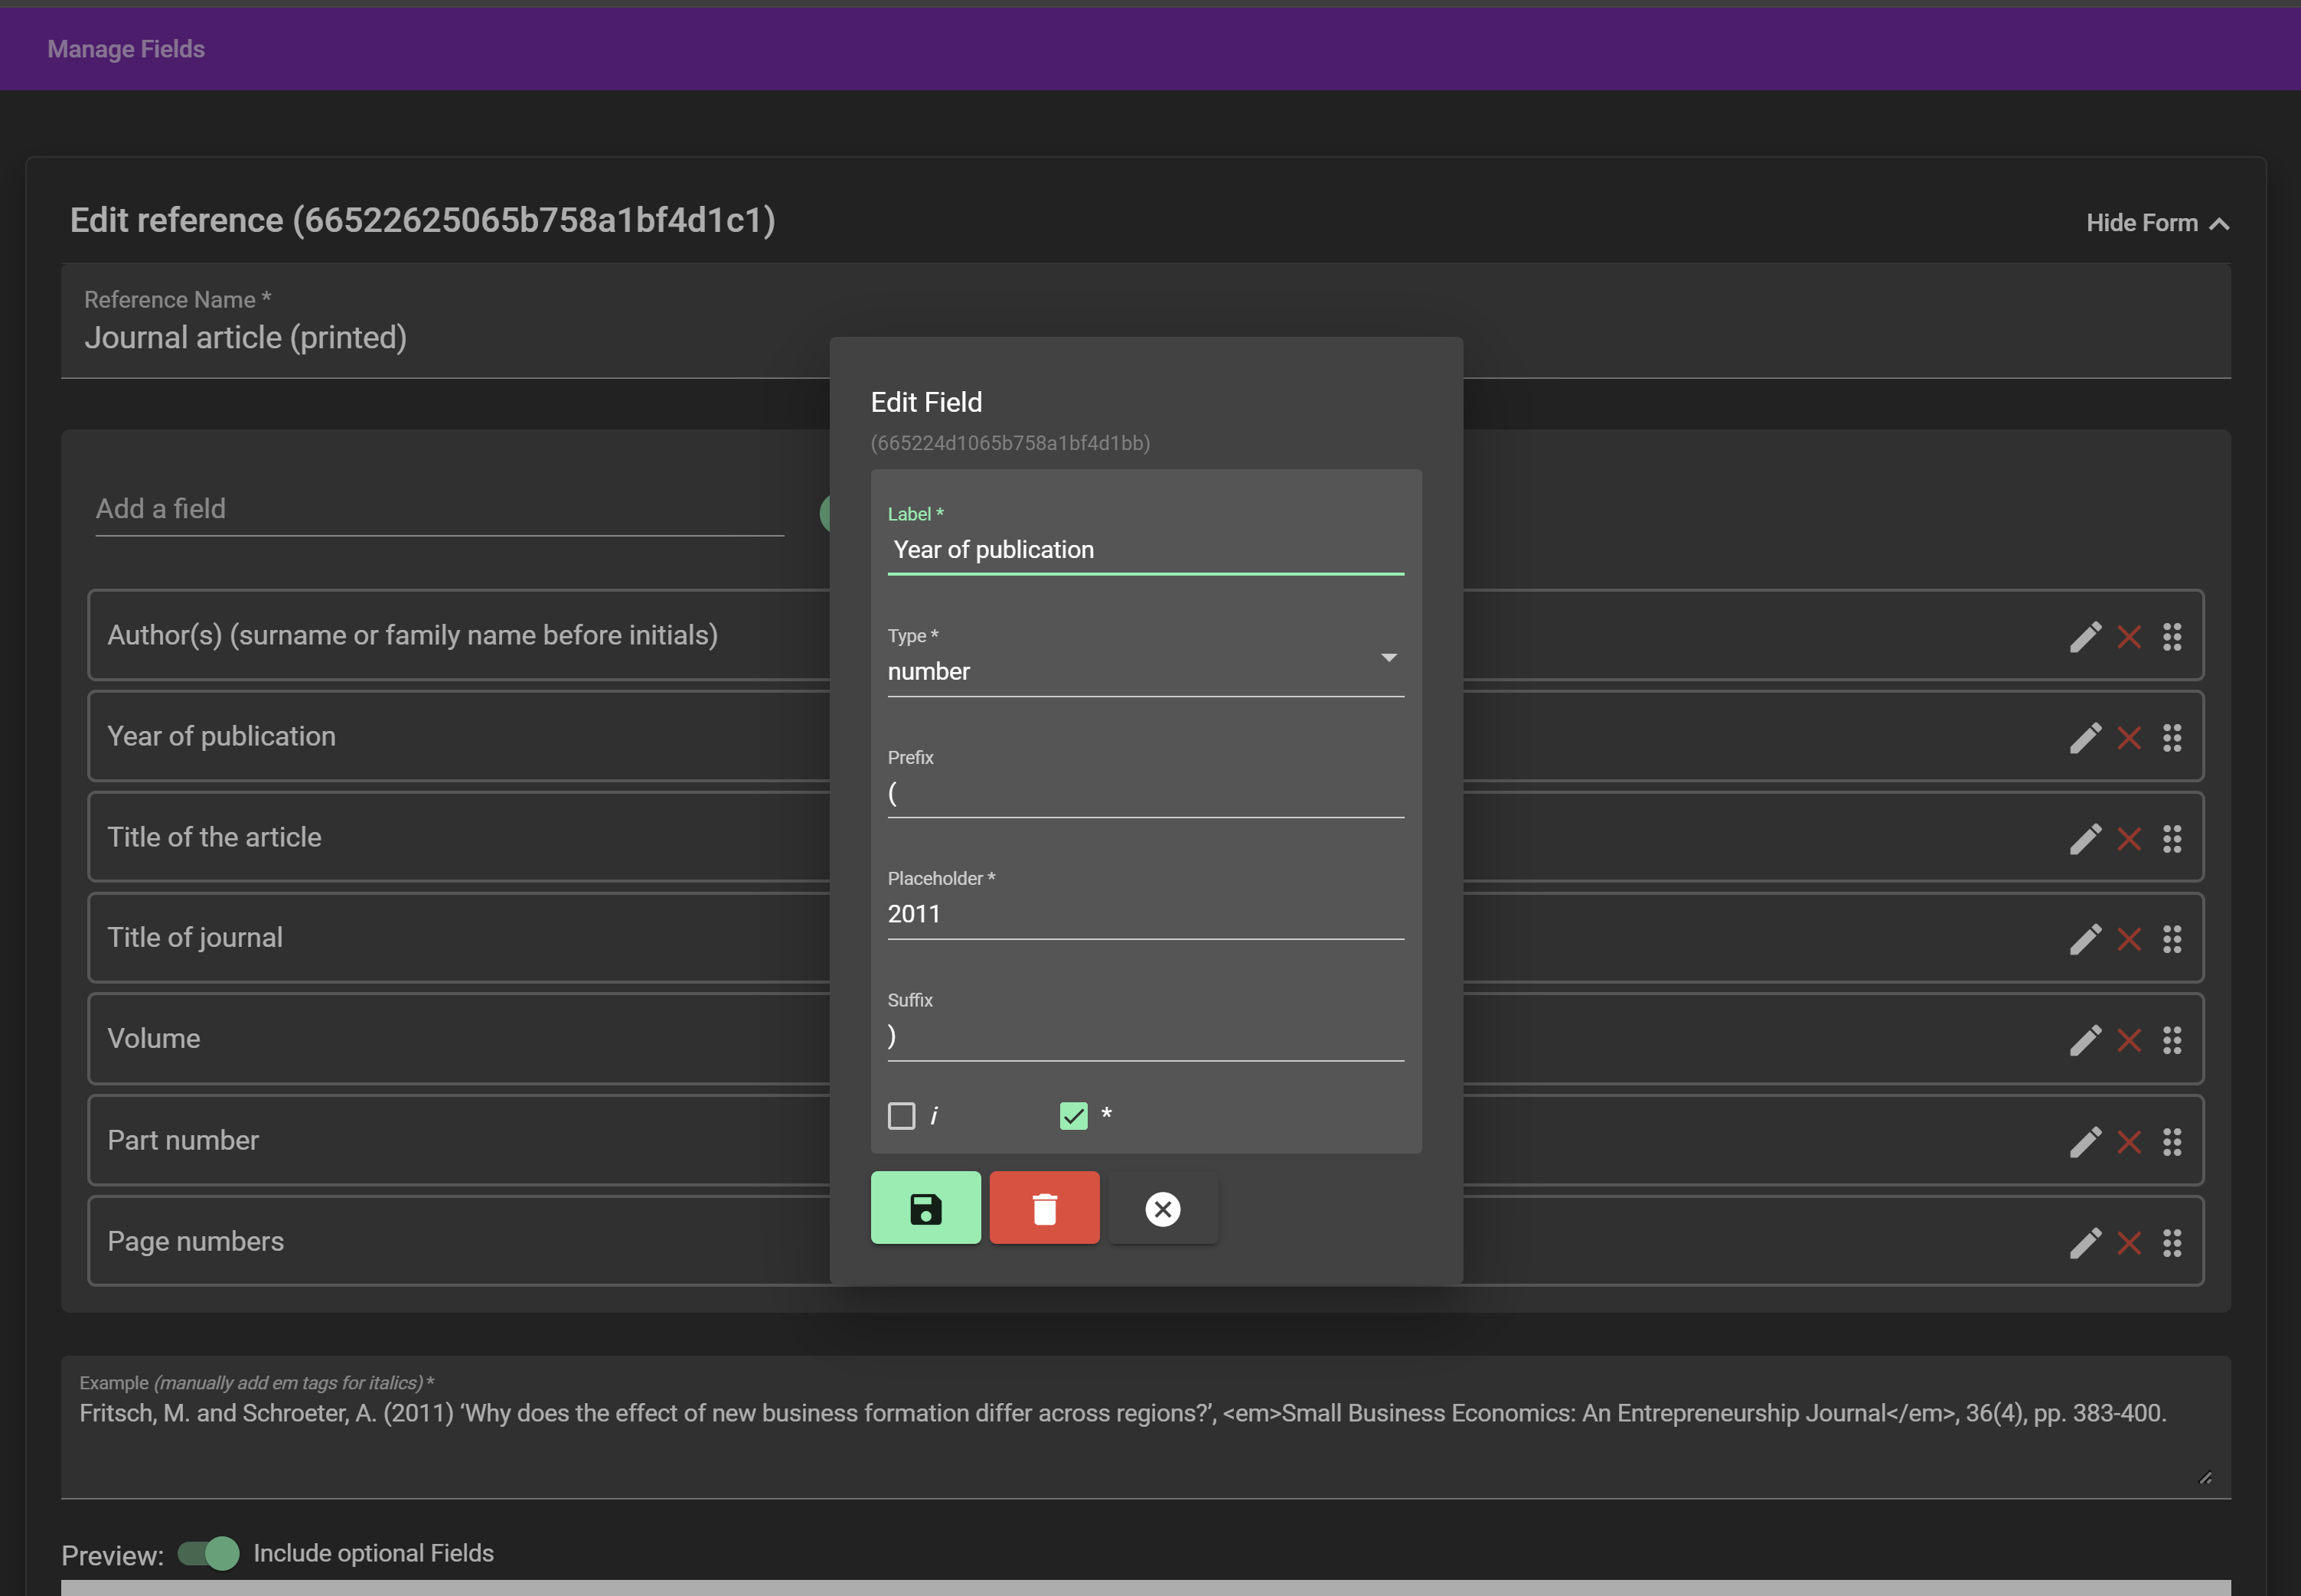 Manage Fields
Edit reference (66522625065b758a1bf4d1c1)
Hide Form
Reference Name *
Journal article (printed)
Add a field
Author(s) (surname or family name before initials)
Year of publication
Title of the article
Title of journal
Volume
Part number
Page numbers
Edit Field
(665224d1065b758a1bf4d1bb)
Label *
Year of publication
Type *
number
Prefix
(
Placeholder *
2011
Suffix
)
i
*
Example (manually add em tags for italics) *
Fritsch, M. and Schroeter, A. (2011) ‘Why does the effect of new business formation differ across regions?’, <em>Small Business Economics: An Entrepreneurship Journal</em>, 36(4), pp. 383-400.
Preview:
Include optional Fields